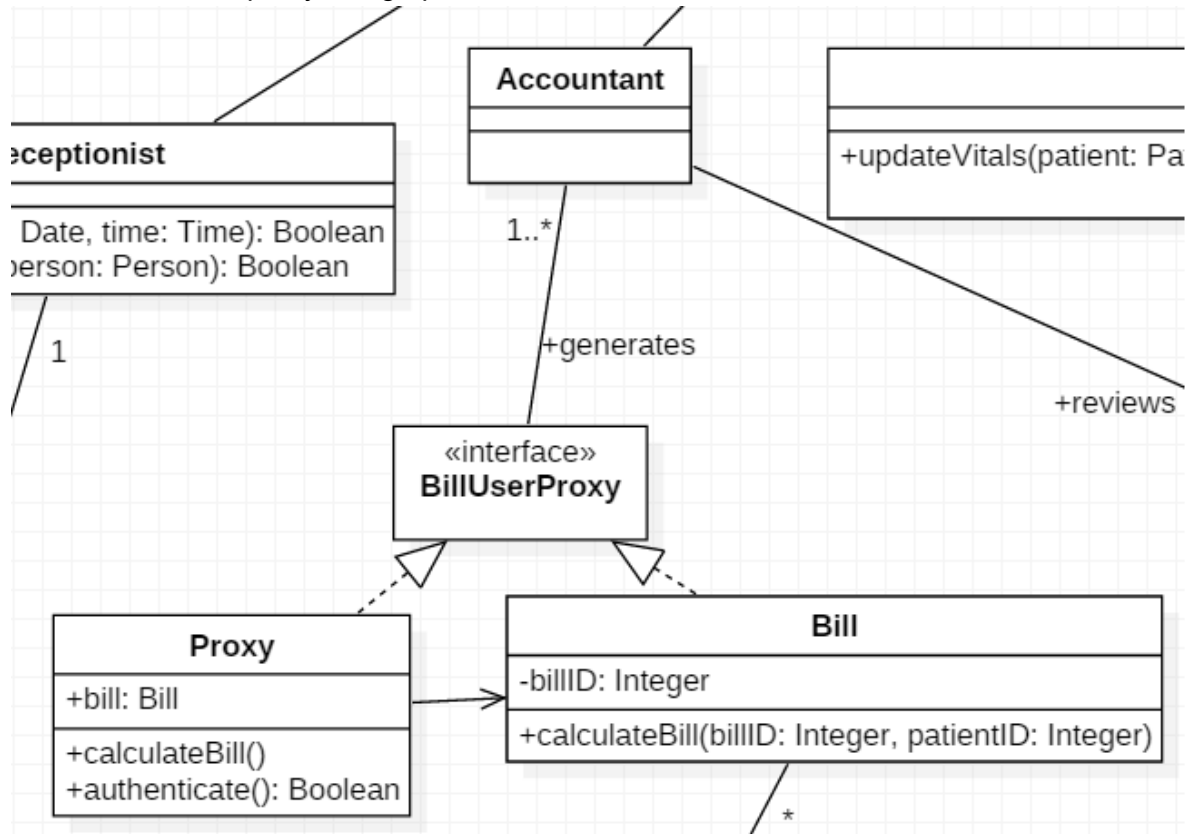 Accountant
eceptionist
+updateVitals(patient: Pa
Date, time: Time): Boolean
person: Person): Boolean
1..*
1
+generates
+reviews
«interface»
BillUserProxy
Proxy
+bill: Bill
+calculateBill()
+authenticate(): Boolean
Bill
-billID: Integer
+calculateBill(billID: Integer, patientID: Integer)
*